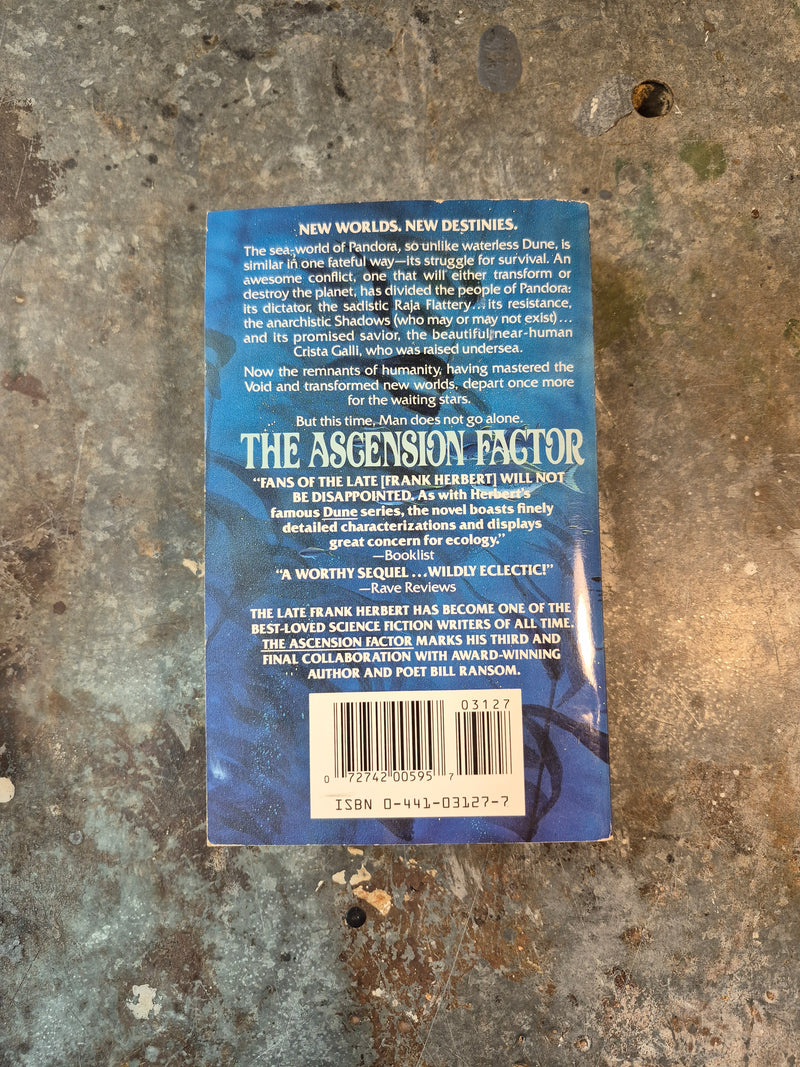 NEW WORLDS. NEW DESTINIES.
The sea-world of Pandora, so unlike waterless Dune, is
similar in one fateful way—its struggle for survival. An
awesome conflict, one that will either transform or
destroy the planet, has divided the people of Pandora:
its dictator, the sadistic Raja Flattery...its resistance,
the anarchistic Shadows (who may or may not exist)...
and its promised savior, the beautiful near-human
Crista Galli, who was raised undersea.
Now the remnants of humanity, having mastered the
Void and transformed new worlds, depart once more
for the waiting stars.
But this time, Man does not go alone.
THE ASCENSION FACTOR
"FANS OF THE LATE [FRANK HERBERT] WILL NOT
BE DISAPPOINTED. As with Herbert's
famous Dune series, the novel boasts finely
detailed characterizations and displays
great concern for ecology."
—Booklist
"A WORTHY SEQUEL...WILDLY ECLECTIC!"
—Rave Reviews
THE LATE FRANK HERBERT HAS BECOME ONE OF THE
BEST-LOVED SCIENCE FICTION WRITERS OF ALL TIME.
THE ASCENSION FACTOR MARKS HIS THIRD AND
FINAL COLLABORATION WITH AWARD-WINNING
AUTHOR AND POET BILL RANSOM.
03127
0 72742 00595 7
ISBN 0-441-03127-7